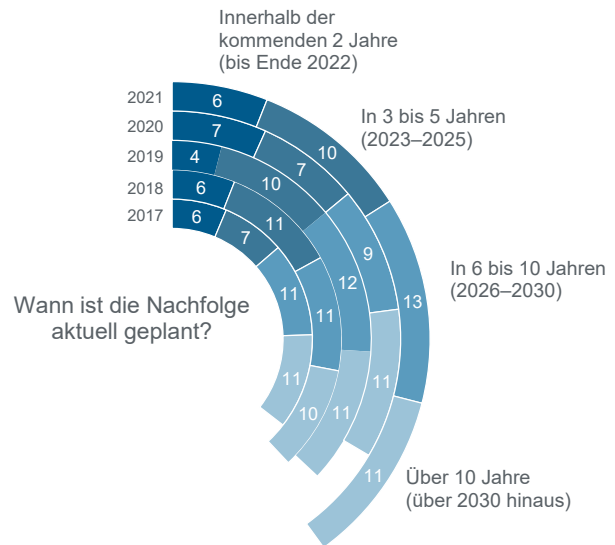 Innerhalb der
kommenden 2 Jahre
(bis Ende 2022)
In 3 bis 5 Jahren
(2023–2025)
In 6 bis 10 Jahren
(2026–2030)
Über 10 Jahre
(über 2030 hinaus)
Wann ist die Nachfolge
aktuell geplant?
2021 6 10 13 11
2020 7 7 9 11
2019 4 10 12 11
2018 6 11 11 10
2017 6 7 11 11